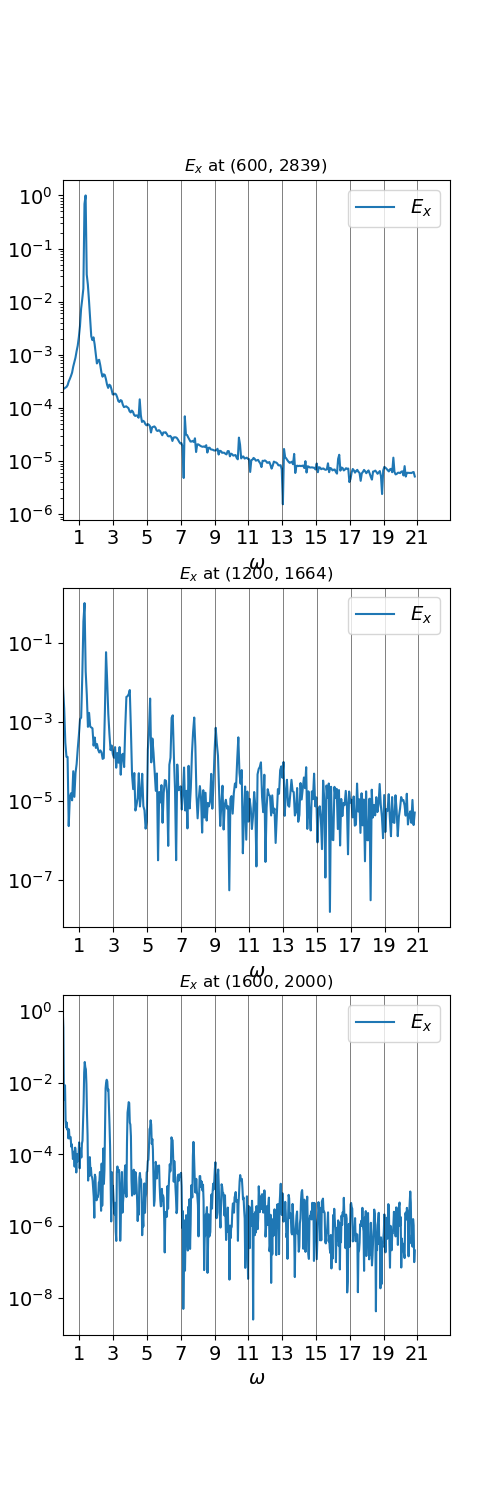 E_x at (600, 2839)
10^0
10^-1
10^-2
10^-3
10^-4
10^-5
10^-6
E_x
1 3 5 7 9 11 13 15 17 19 21
ω
E_x at (1200, 1664)
10^-1
10^-3
10^-5
10^-7
E_x
1 3 5 7 9 11 13 15 17 19 21
ω
E_x at (1600, 2000)
10^0
10^-2
10^-4
10^-6
10^-8
E_x
1 3 5 7 9 11 13 15 17 19 21
ω